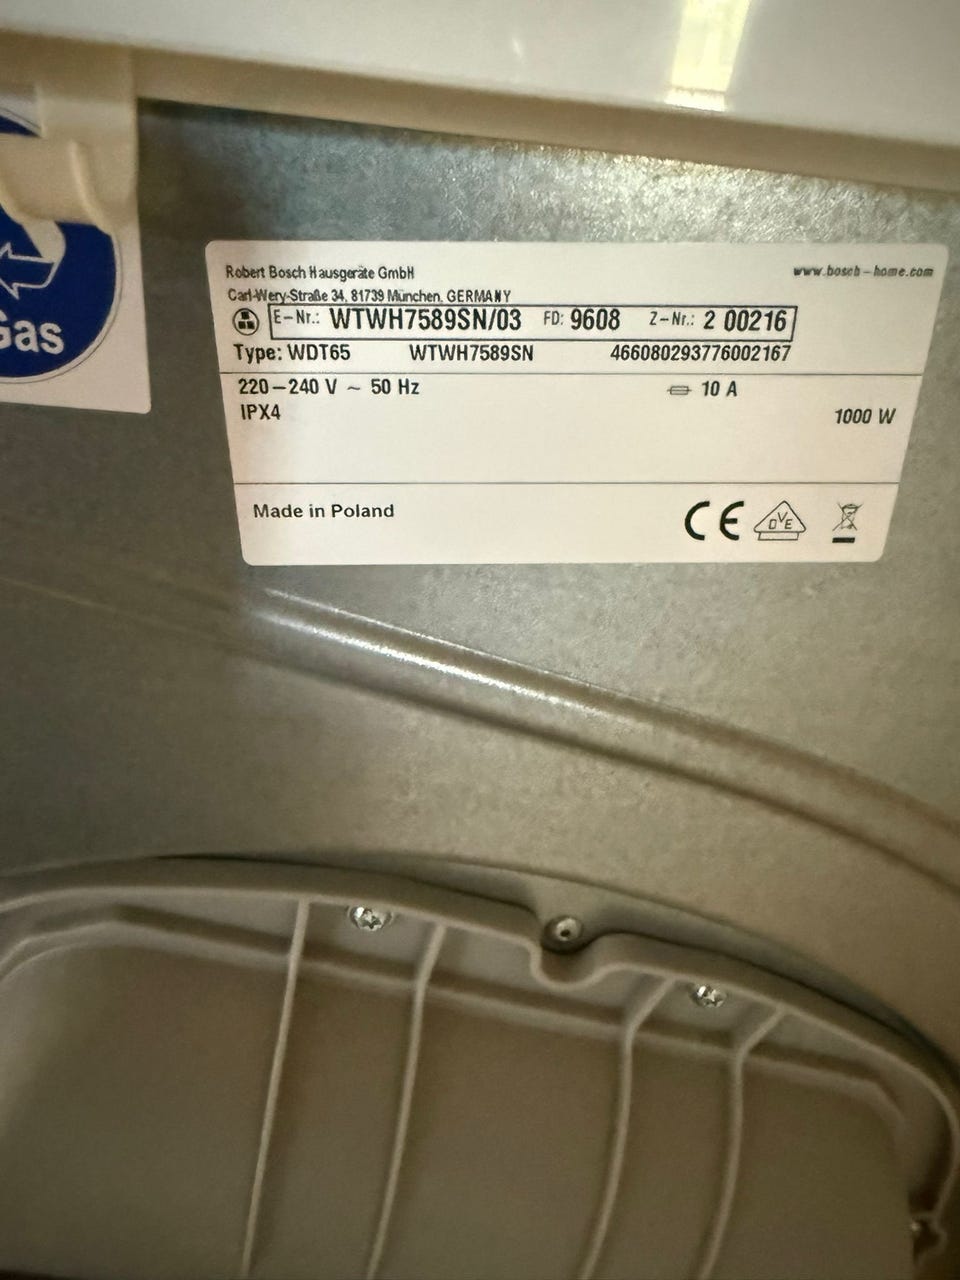 Gas
Robert Bosch Hausgeräte GmbH www.bosch-home.com
Carl-Wery-Straße 34, 81739 München, GERMANY
E-Nr.: WTWH7589SN/03 FD: 9608 Z-Nr.: 2 00216
Type: WDT65 WTWH7589SN 466080293776002167
220-240 V ~ 50 Hz 10 A
IPX4 1000 W
Made in Poland CE OVE